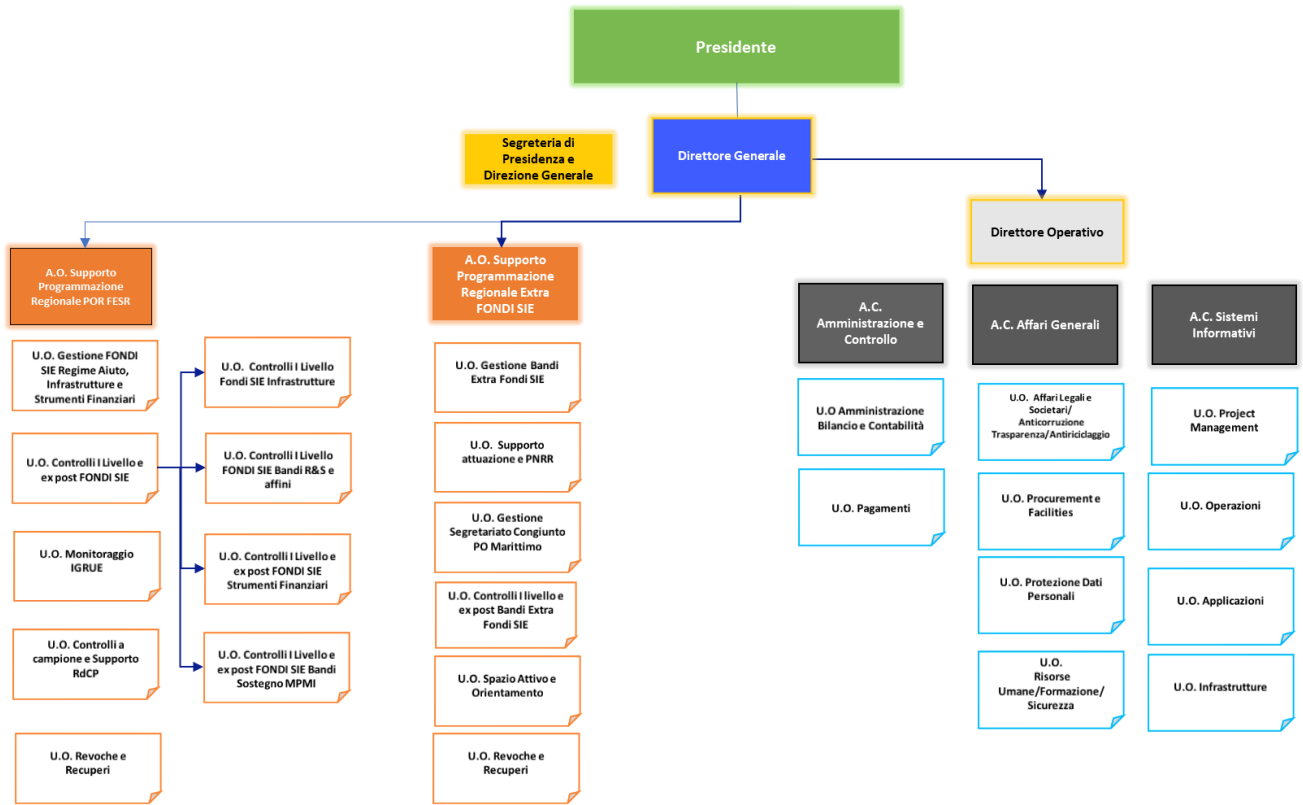 Presidente
Segreteria di
Presidenza e
Direzione Generale
Direttore Generale
Direttore Operativo
A.O. Supporto
Programmazione
Regionale POR FESR
U.O. Gestione FONDI
SIE Regime Aiuto,
Infrastrutture e
Strumenti Finanziari
U.O. Controlli I Livello e
ex post FONDI SIE
U.O. Monitoraggio
IGRUE
U.O. Controlli a
campione e Supporto
RdCP
U.O. Revoche e
Recuperi
U.O. Controlli I Livello
Fondi SIE Infrastrutture
U.O. Controlli I Livello
FONDI SIE Bandi R&S e
affini
U.O. Controlli I Livello e
ex post FONDI SIE
Strumenti Finanziari
U.O. Controlli I Livello e
ex post FONDI SIE Bandi
Sostegno MPMI
A.O. Supporto
Programmazione
Regionale Extra
FONDI SIE
U.O. Gestione Bandi
Extra Fondi SIE
U.O. Supporto
attuazione e PNRR
U.O. Gestione
Segretariato Congiunto
PO Marittimo
U.O. Controlli I livello e
ex post Bandi Extra
Fondi SIE
U.O. Spazio Attivo e
Orientamento
U.O. Revoche e
Recuperi
A.C.
Amministrazione e
Controllo
U.O Amministrazione
Bilancio e Contabilità
U.O. Pagamenti
A.C. Affari Generali
U.O. Affari Legali e
Societari/
Anticorruzione
Trasparenza/Antiriciclaggio
U.O. Procurement e
Facilities
U.O. Protezione Dati
Personali
U.O.
Risorse
Umane/Formazione/
Sicurezza
A.C. Sistemi
Informativi
U.O. Project
Management
U.O. Operazioni
U.O. Applicazioni
U.O. Infrastrutture